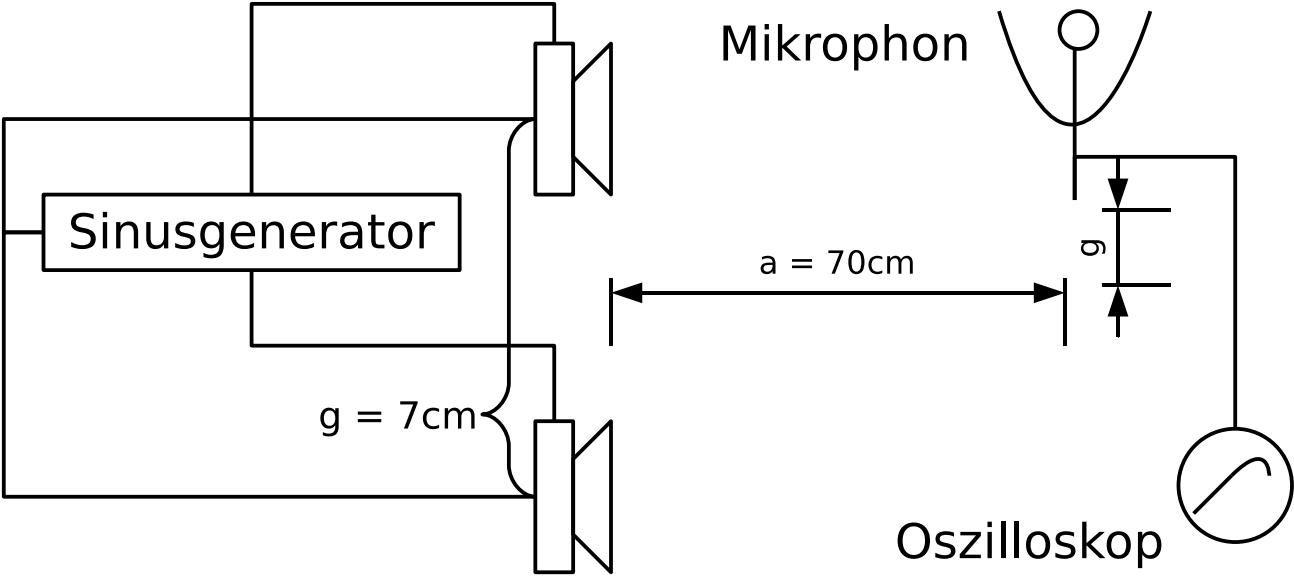 Mikrophon
Sinusgenerator
a = 70cm
g
g = 7cm
Oszilloskop